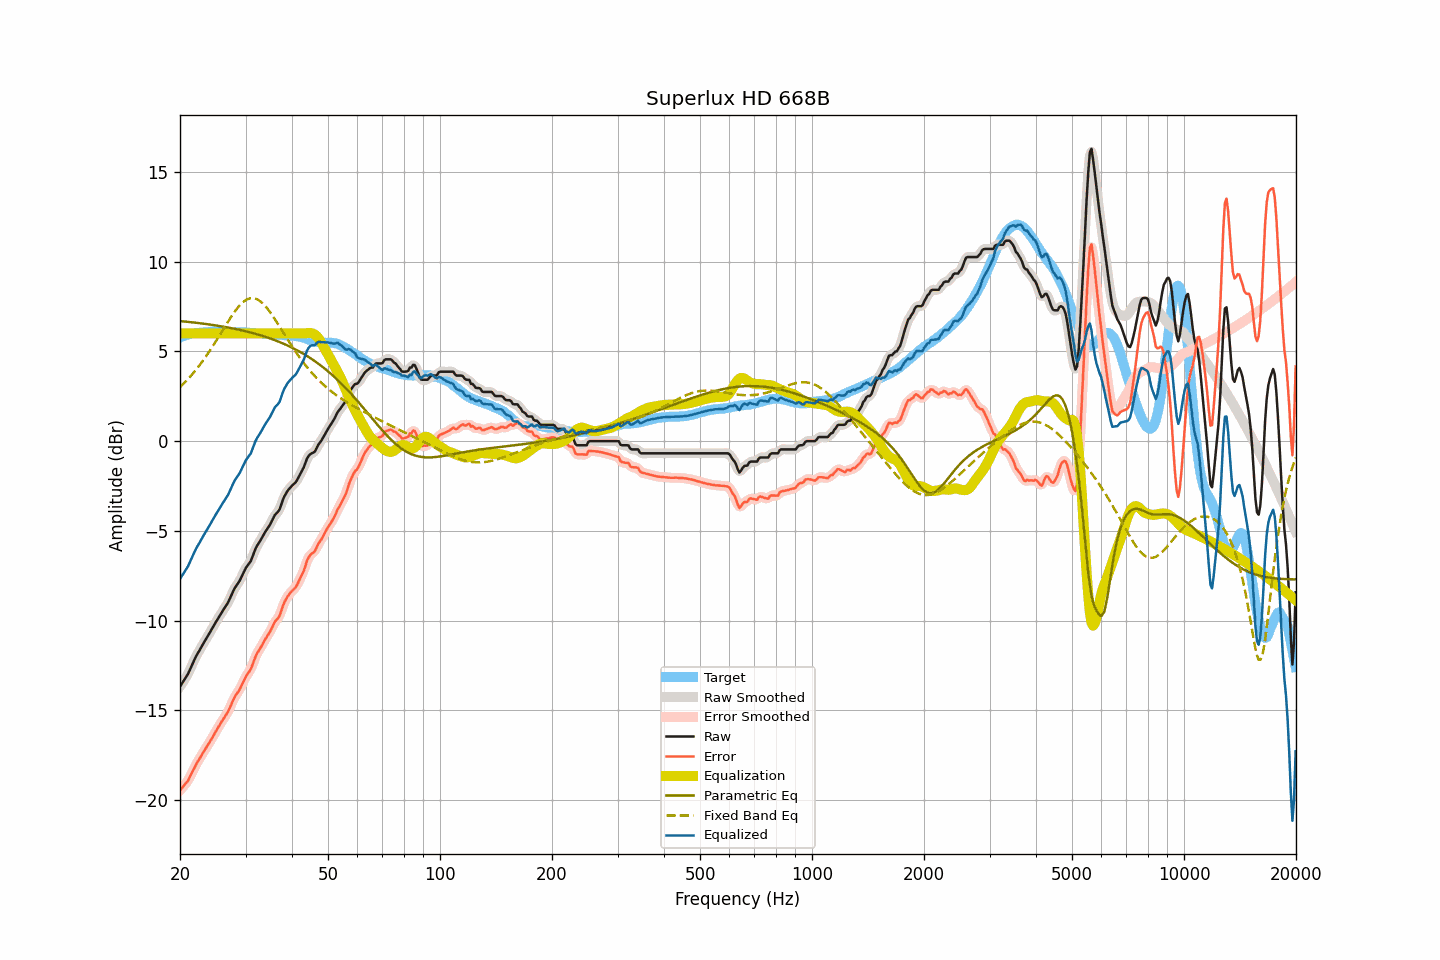 Superlux HD 668B
15
10
5
0
−5
−10
−15
−20
Amplitude (dBr)
Target
Raw Smoothed
Error Smoothed
Raw
Error
Equalization
Parametric Eq
Fixed Band Eq
Equalized
20 50 100 200 500 1000 2000 5000 10000 20000
Frequency (Hz)